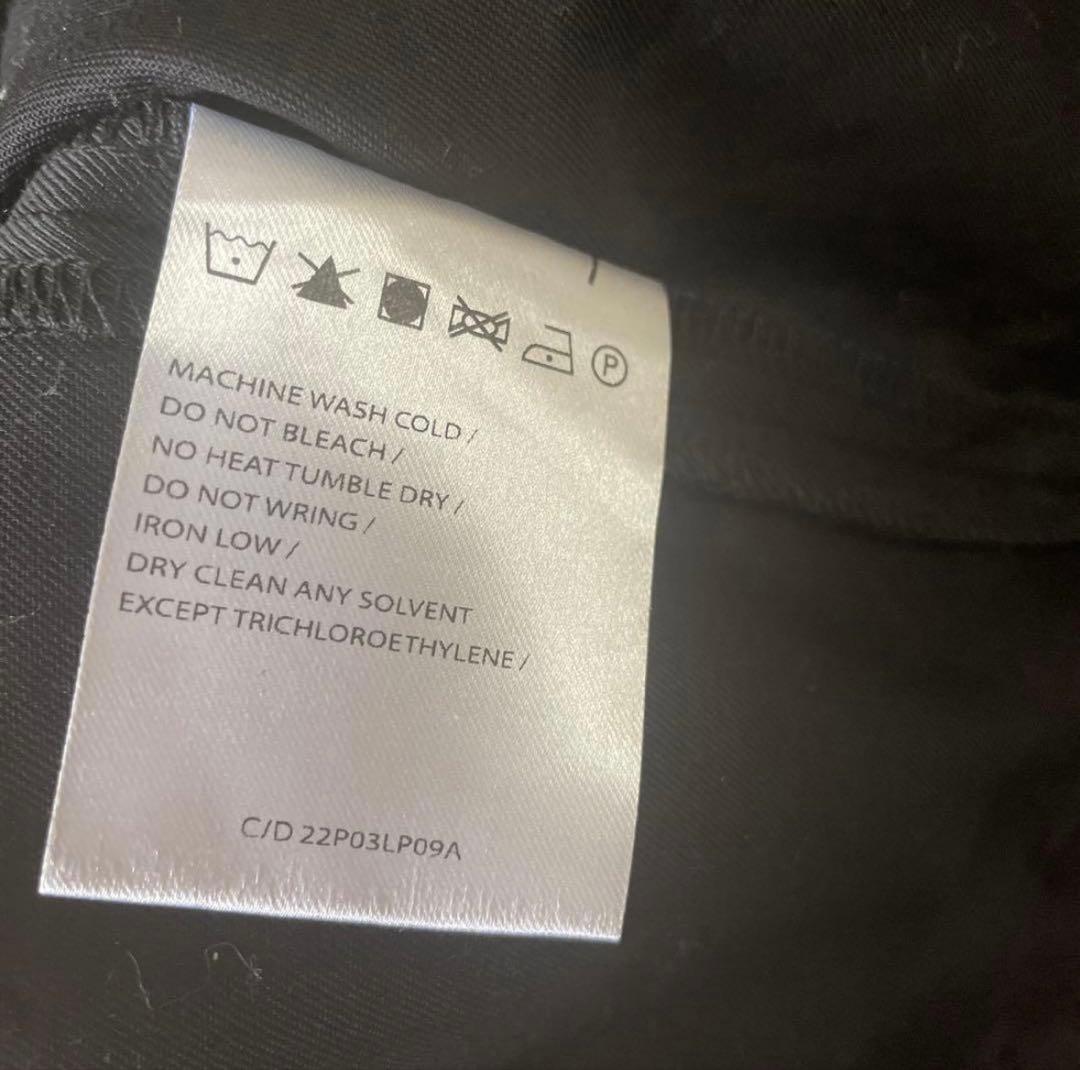 P
MACHINE WASH COLD /
DO NOT BLEACH /
NO HEAT TUMBLE DRY /
DO NOT WRING /
IRON LOW /
DRY CLEAN ANY SOLVENT
EXCEPT TRICHLOROETHYLENE /
C/D 22P03LP09A